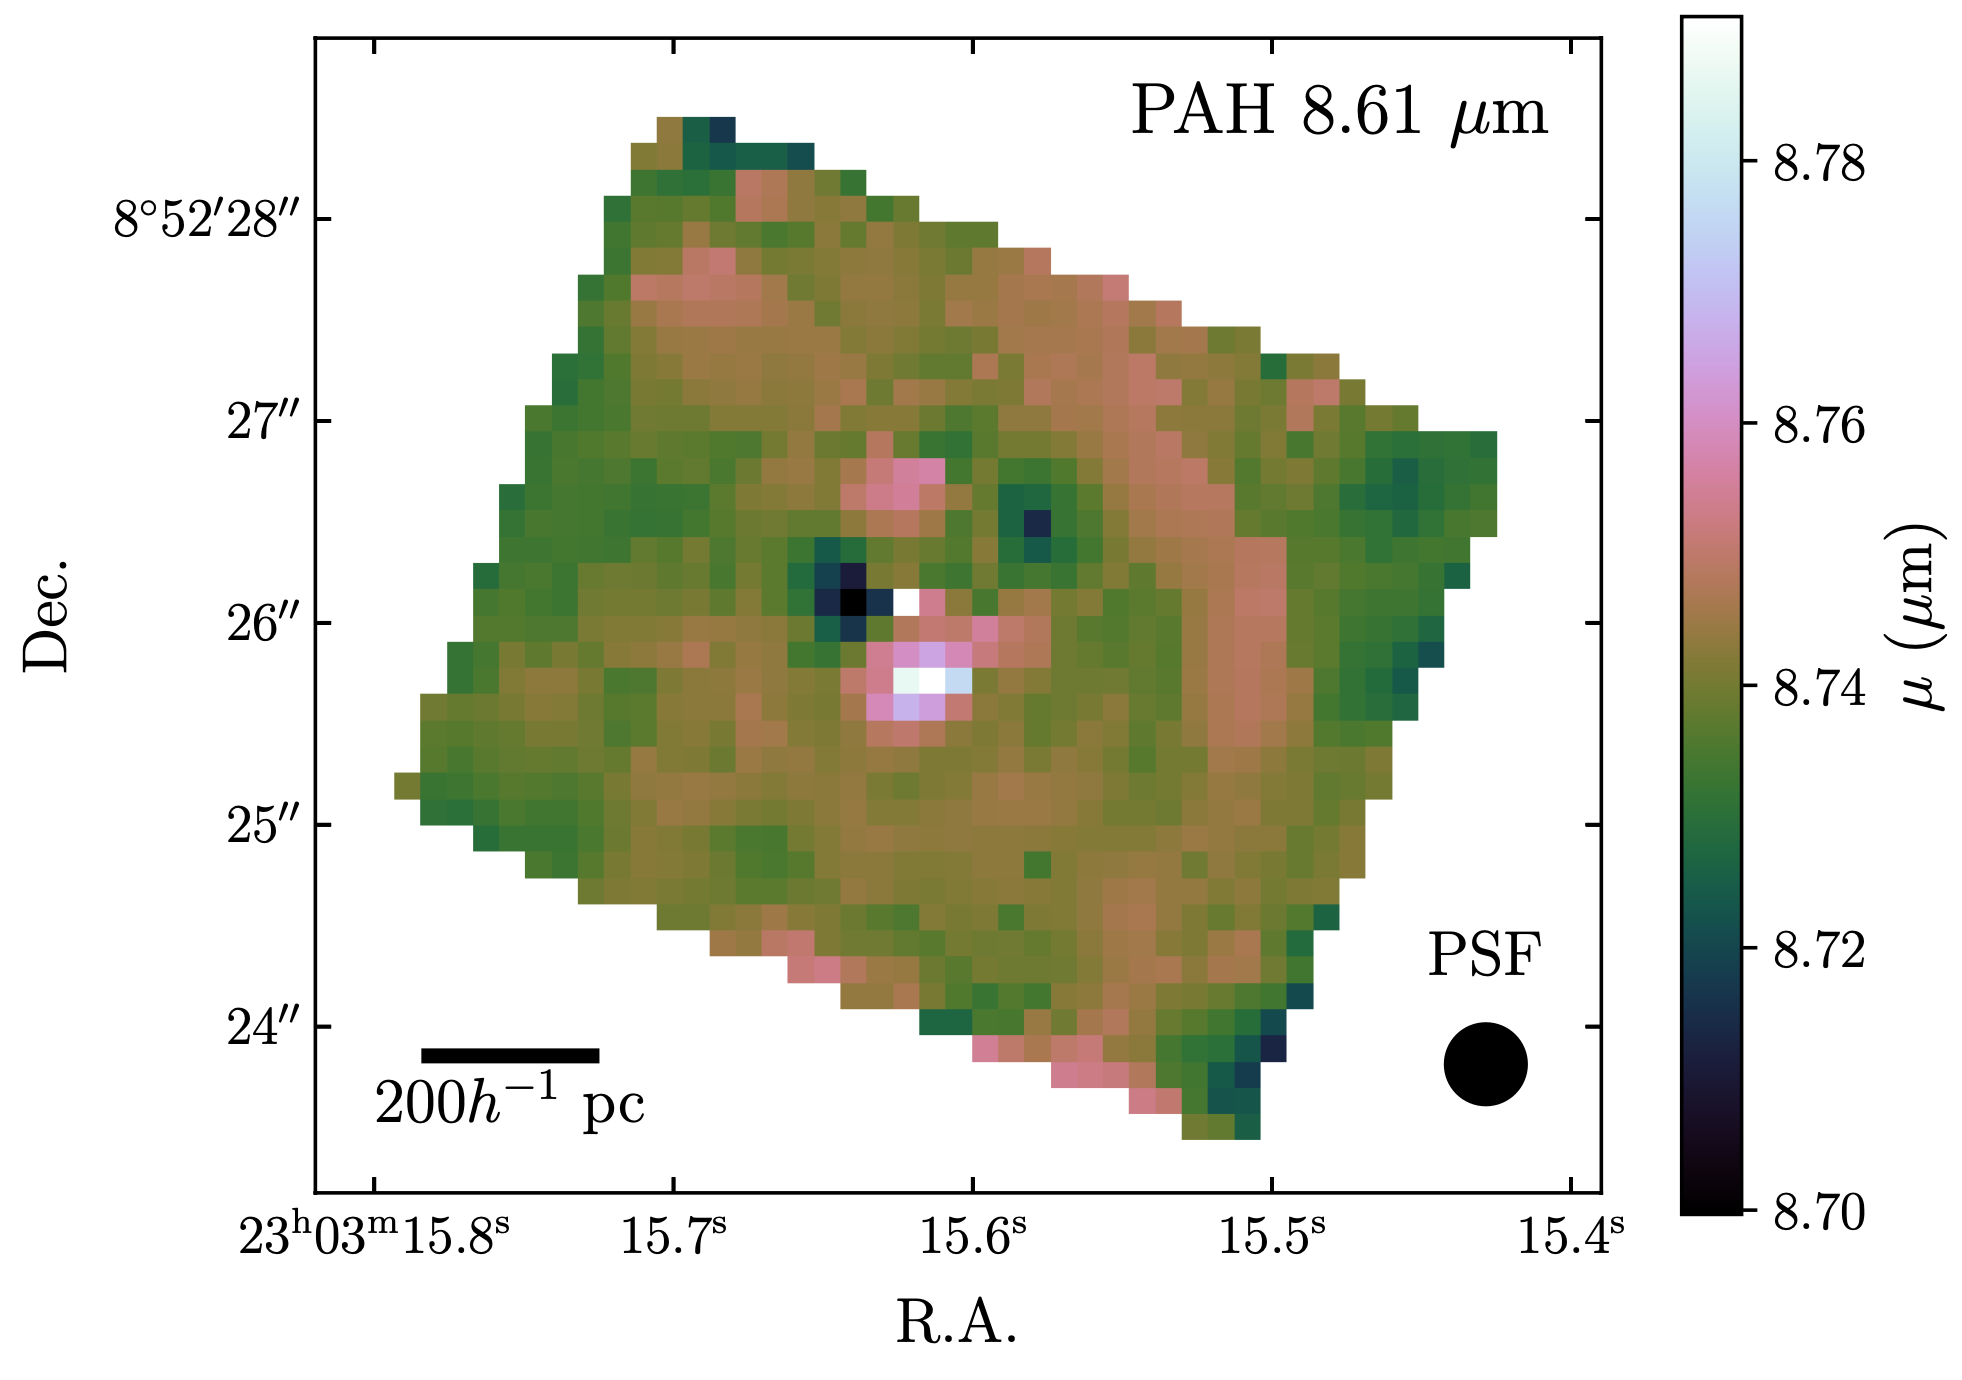 PAH 8.61 μm
8°52′28″
27″
26″
25″
24″
Dec.
200h⁻¹ pc
PSF
23ʰ03ᵐ15.8ˢ
15.7ˢ
15.6ˢ
15.5ˢ
15.4ˢ
R.A.
8.78
8.76
8.74
8.72
8.70
μ (μm)